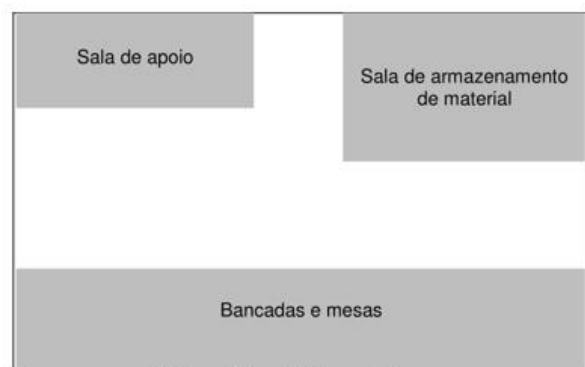 Sala de apoio
Sala de armazenamento
de material
Bancadas e mesas